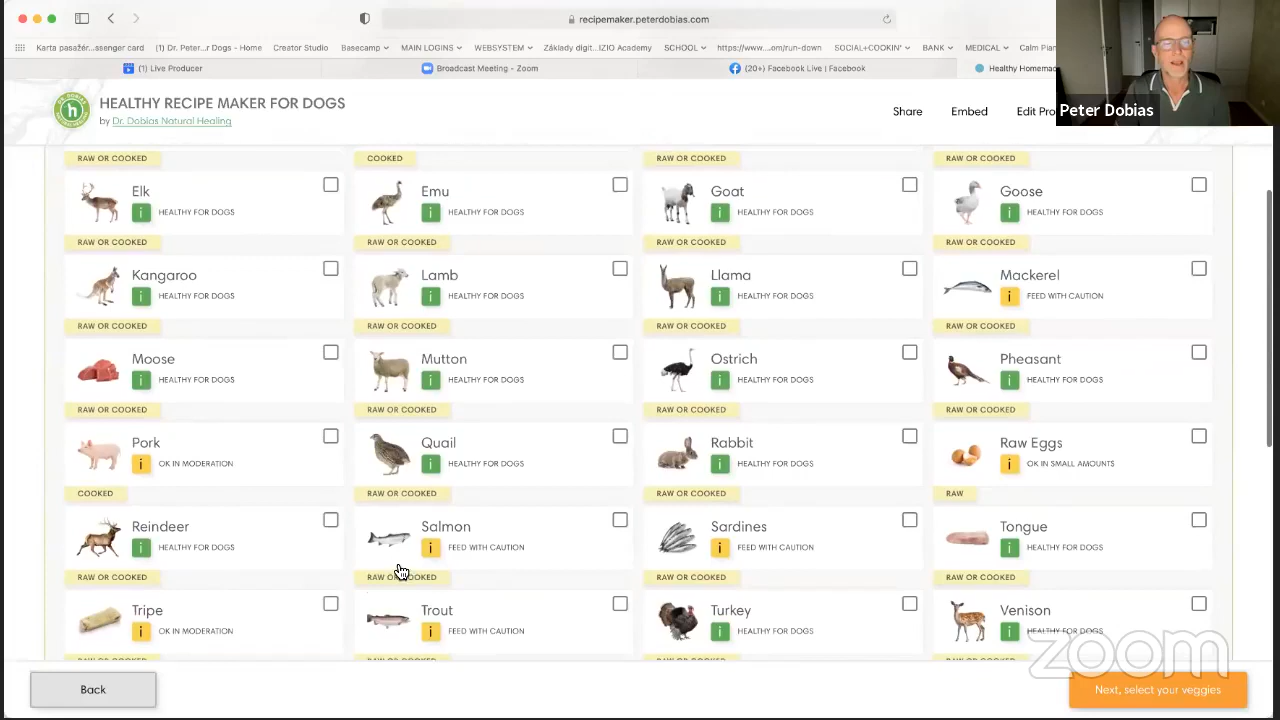 recipemaker.peterdobias.com
Karta pasažér...ssenger card
(1) Dr. Peter...r Dogs - Home
Creator Studio
Basecamp
MAIN LOGINS
WEBSYSTEM
Základy digit...IZIO Academy
SCHOOL
https://www....om/run-down
SOCIAL+COOKIN'
BANK
MEDICAL
Calm Plan
(1) Live Producer
Broadcast Meeting - Zoom
(20+) Facebook Live | Facebook
Healthy Homema
Peter Dobias
HEALTHY RECIPE MAKER FOR DOGS
by Dr. Dobias Natural Healing
DR. DOBIAS
h
NATURAL HEALING
Share
Embed
Edit Pro
RAW OR COOKED
COOKED
RAW OR COOKED
RAW OR COOKED
Elk
i HEALTHY FOR DOGS
Emu
i HEALTHY FOR DOGS
Goat
i HEALTHY FOR DOGS
Goose
i HEALTHY FOR DOGS
RAW OR COOKED
RAW OR COOKED
RAW OR COOKED
RAW OR COOKED
Kangaroo
i HEALTHY FOR DOGS
Lamb
i HEALTHY FOR DOGS
Llama
i HEALTHY FOR DOGS
Mackerel
i FEED WITH CAUTION
RAW OR COOKED
RAW OR COOKED
RAW OR COOKED
RAW OR COOKED
Moose
i HEALTHY FOR DOGS
Mutton
i HEALTHY FOR DOGS
Ostrich
i HEALTHY FOR DOGS
Pheasant
i HEALTHY FOR DOGS
RAW OR COOKED
RAW OR COOKED
RAW OR COOKED
RAW OR COOKED
Pork
i OK IN MODERATION
Quail
i HEALTHY FOR DOGS
Rabbit
i HEALTHY FOR DOGS
Raw Eggs
i OK IN SMALL AMOUNTS
COOKED
RAW OR COOKED
RAW OR COOKED
RAW
Reindeer
i HEALTHY FOR DOGS
Salmon
i FEED WITH CAUTION
Sardines
i FEED WITH CAUTION
Tongue
i HEALTHY FOR DOGS
RAW OR COOKED
RAW OR COOKED
RAW OR COOKED
RAW OR COOKED
Tripe
i OK IN MODERATION
Trout
i FEED WITH CAUTION
Turkey
i HEALTHY FOR DOGS
Venison
i HEALTHY FOR DOGS
zoom
Back
Next, select your veggies